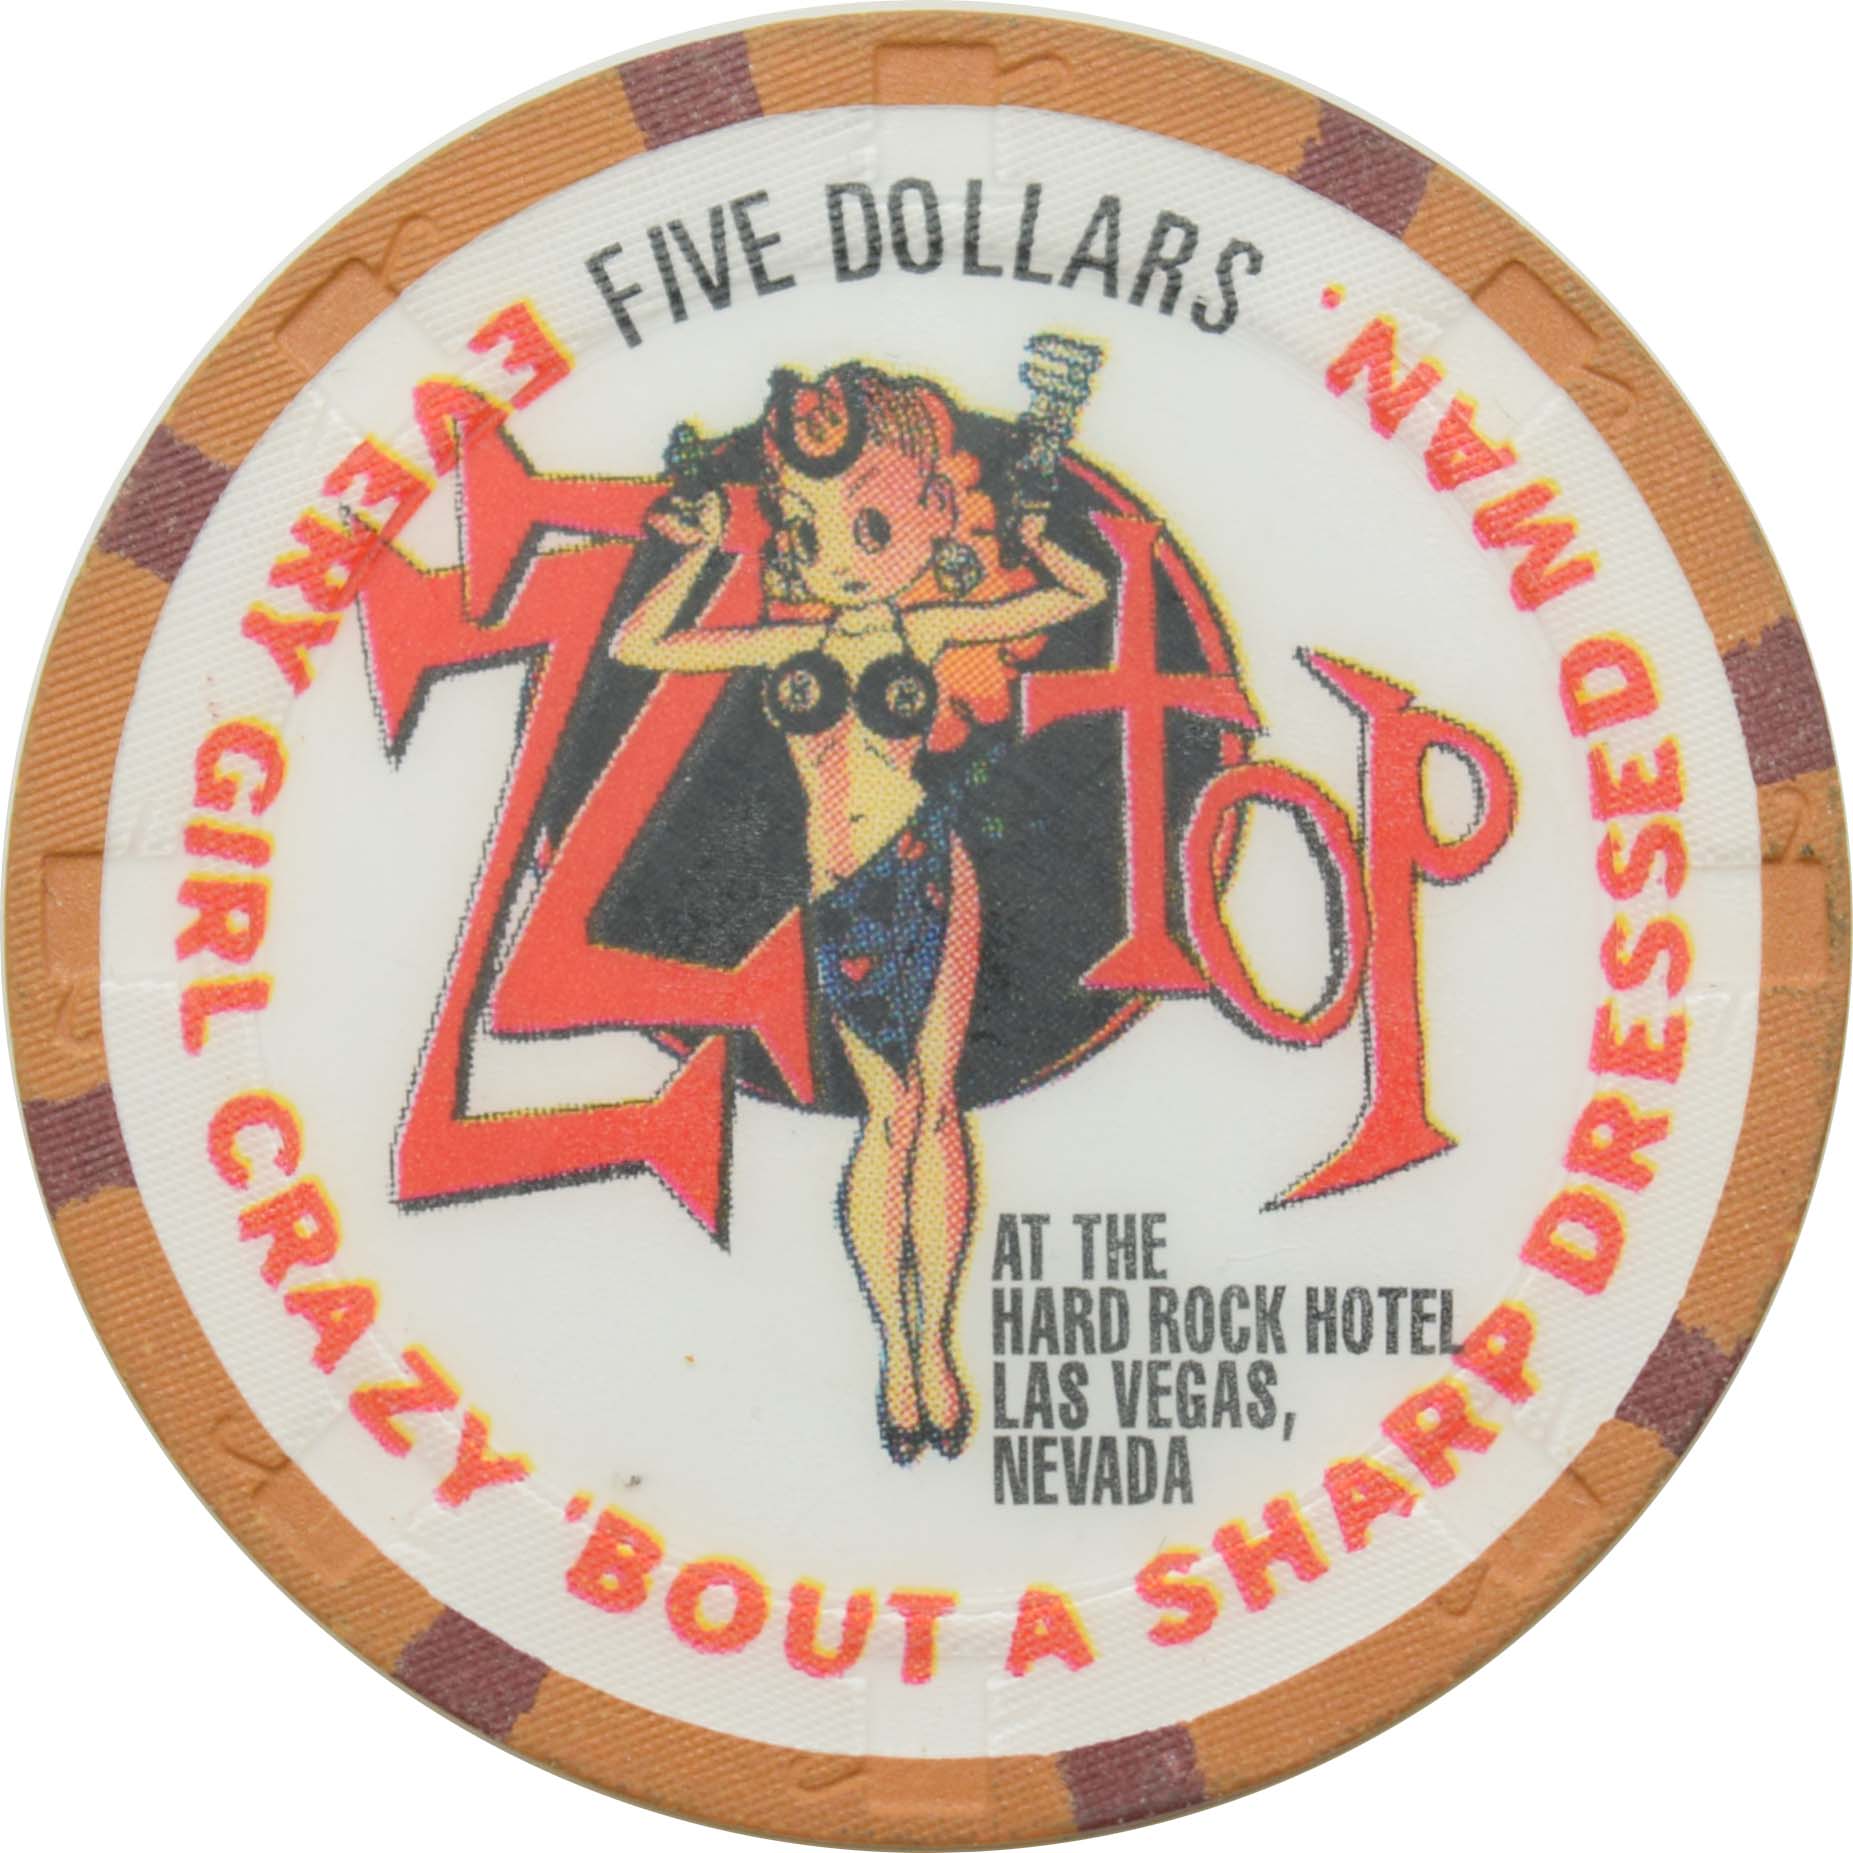 FIVE DOLLARS
EVERY GIRL CRAZY 'BOUT A SHARP DRESSED MAN.
ZZ TOP
AT THE
HARD ROCK HOTEL
LAS VEGAS,
NEVADA